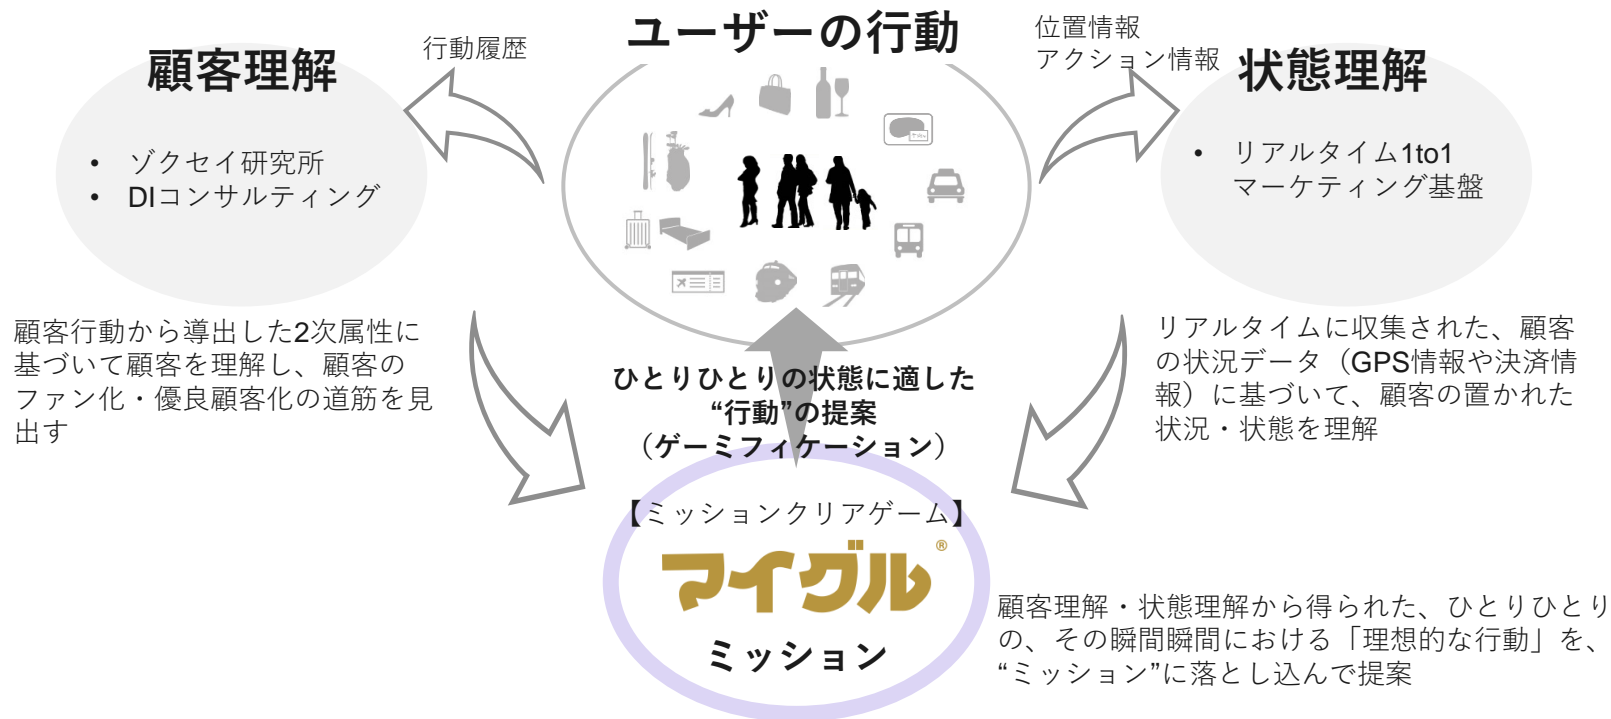 ユーザーの行動
顧客理解
行動履歴
位置情報
アクション情報
状態理解
• ゾクセイ研究所
• DIコンサルティング
• リアルタイム1to1
マーケティング基盤
顧客行動から導出した2次属性に
基づいて顧客を理解し、顧客の
ファン化・優良顧客化の道筋を見
出す
ひとりひとりの状態に適した
“行動”の提案
（ゲーミフィケーション）
リアルタイムに収集された、顧客
の状況データ（GPS情報や決済情
報）に基づいて、顧客の置かれた
状況・状態を理解
【ミッションクリアゲーム】
マイグル®
ミッション
顧客理解・状態理解から得られた、ひとりひとり
の、その瞬間瞬間における「理想的な行動」を、
“ミッション”に落とし込んで提案